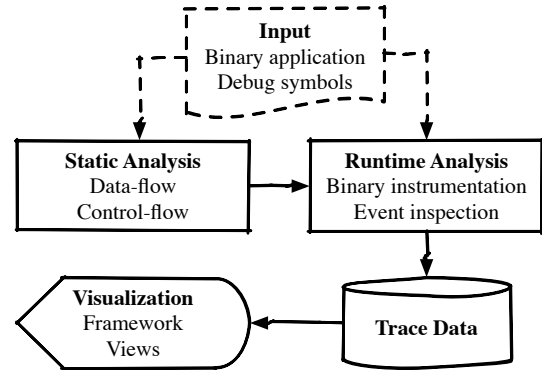 Input
Binary application
Debug symbols
Static Analysis
Data-flow
Control-flow
Runtime Analysis
Binary instrumentation
Event inspection
Visualization
Framework
Views
Trace Data